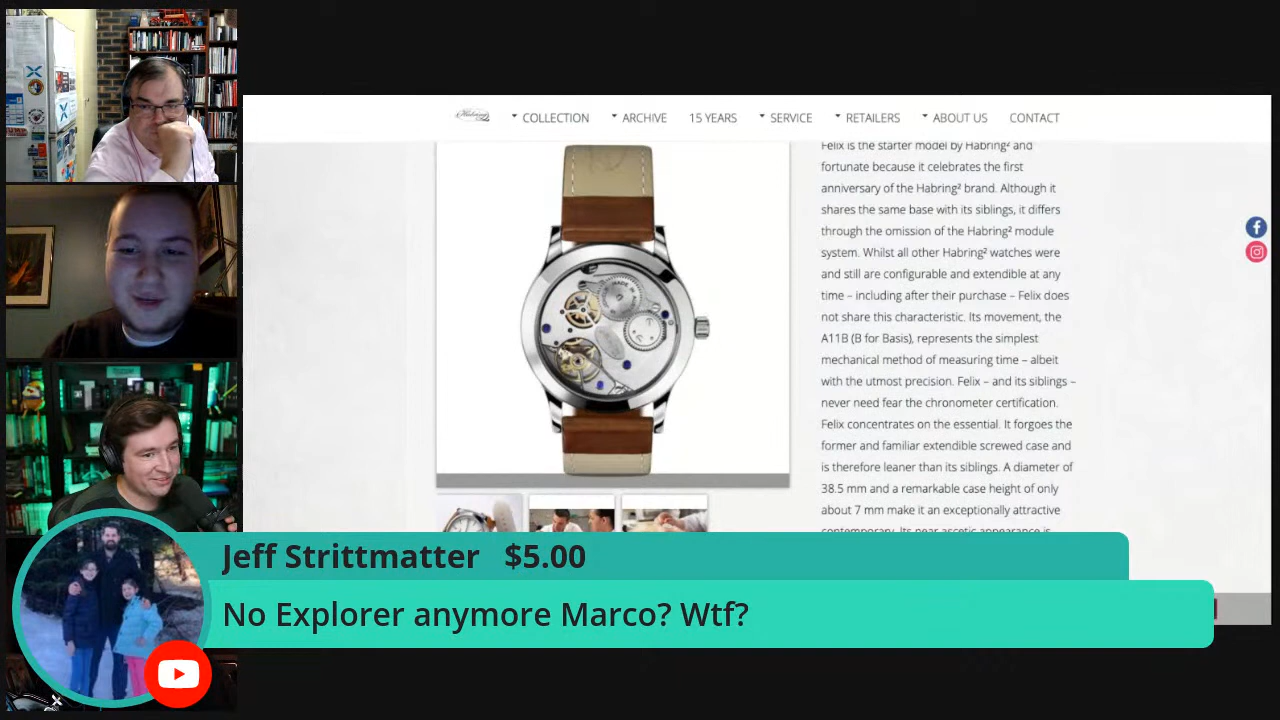 COLLECTION ARCHIVE 15 YEARS SERVICE RETAILERS ABOUT US CONTACT
Felix is the starter model by Habring² and
fortunate because it celebrates the first
anniversary of the Habring² brand. Although it
shares the same base with its siblings, it differs
through the omission of the Habring² module
system. Whilst all other Habring² watches were
and still are configurable and extendible at any
time – including after their purchase – Felix does
not share this characteristic. Its movement, the
A11B (B for Basis), represents the simplest
mechanical method of measuring time – albeit
with the utmost precision. Felix – and its siblings –
never need fear the chronometer certification.
Felix concentrates on the essential. It forgoes the
former and familiar extendible screwed case and
is therefore leaner than its siblings. A diameter of
38.5 mm and a remarkable case height of only
about 7 mm make it an exceptionally attractive
contemporary. Its near ascetic appearance is
Jeff Strittmatter $5.00
No Explorer anymore Marco? Wtf?